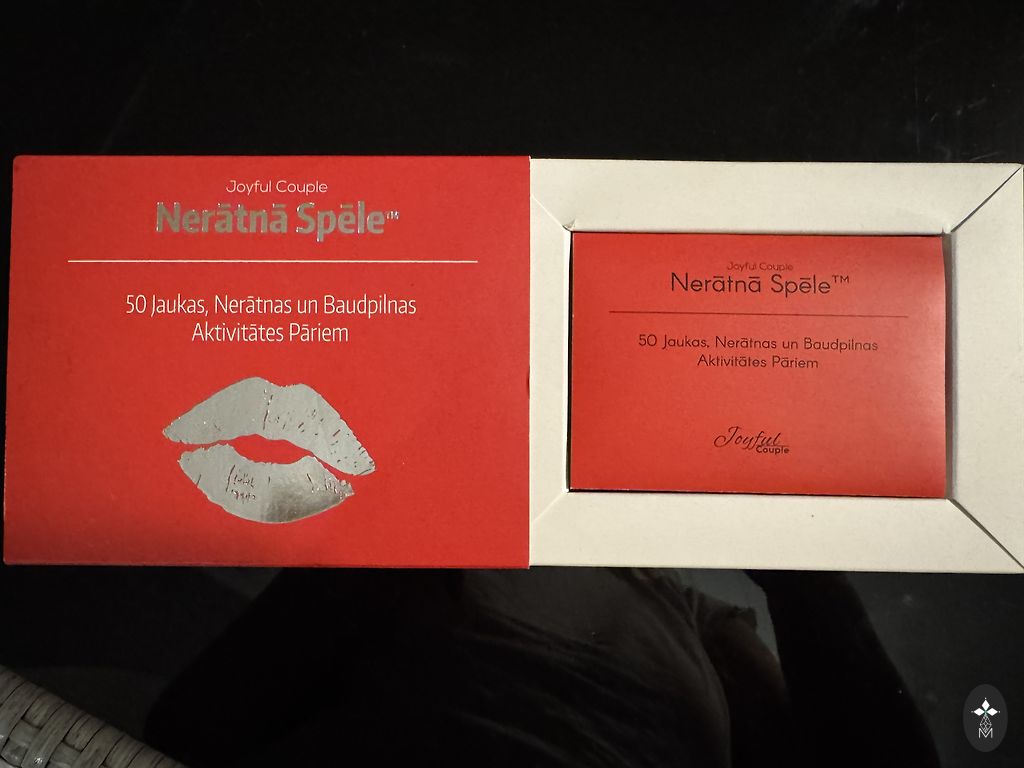 Joyful Couple
Nerātnā Spēle™
50 Jaukas, Nerātnas un Baudpilnas
Aktivitātes Pāriem
Joyful Couple
Nerātnā Spēle™
50 Jaukas, Nerātnas un Baudpilnas
Aktivitātes Pāriem
Joyful
Couple
M